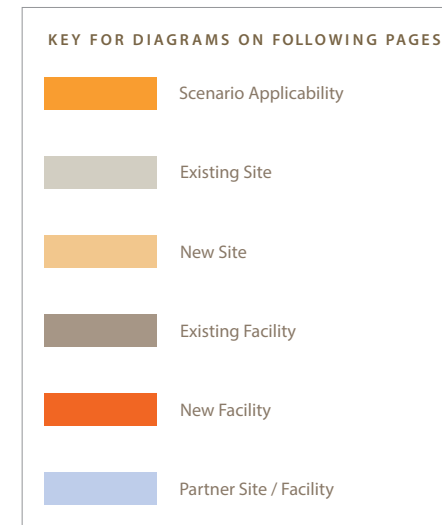 KEY FOR DIAGRAMS ON FOLLOWING PAGES
Scenario Applicability
Existing Site
New Site
Existing Facility
New Facility
Partner Site / Facility